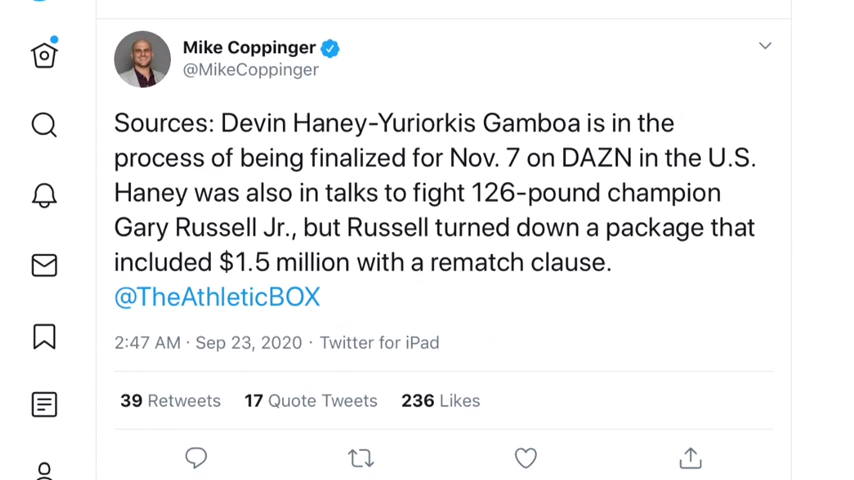 Mike Coppinger
@MikeCoppinger
Sources: Devin Haney-Yuriorkis Gamboa is in the
process of being finalized for Nov. 7 on DAZN in the U.S.
Haney was also in talks to fight 126-pound champion
Gary Russell Jr., but Russell turned down a package that
included $1.5 million with a rematch clause.
@TheAthleticBOX
2:47 AM · Sep 23, 2020 · Twitter for iPad
39 Retweets 17 Quote Tweets 236 Likes